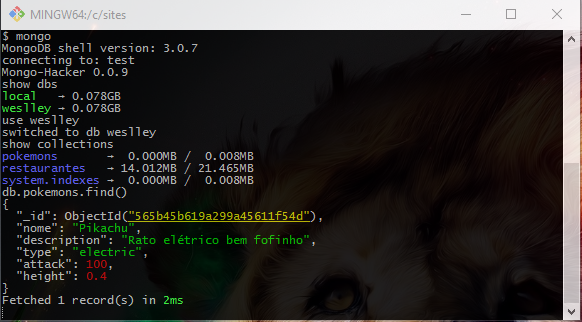 MINGW64:/c/sites
$ mongo
MongoDB shell version: 3.0.7
connecting to: test
Mongo-Hacker 0.0.9
show dbs
local   → 0.078GB
weslley → 0.078GB
use weslley
switched to db weslley
show collections
pokemons       →  0.000MB /  0.008MB
restaurantes   → 14.012MB / 21.465MB
system.indexes →  0.000MB /  0.008MB
db.pokemons.find()
{
  "_id": ObjectId("565b45b619a299a45611f54d"),
  "nome": "Pikachu",
  "description": "Rato elétrico bem fofinho",
  "type": "electric",
  "attack": 100,
  "height": 0.4
}
Fetched 1 record(s) in 2ms